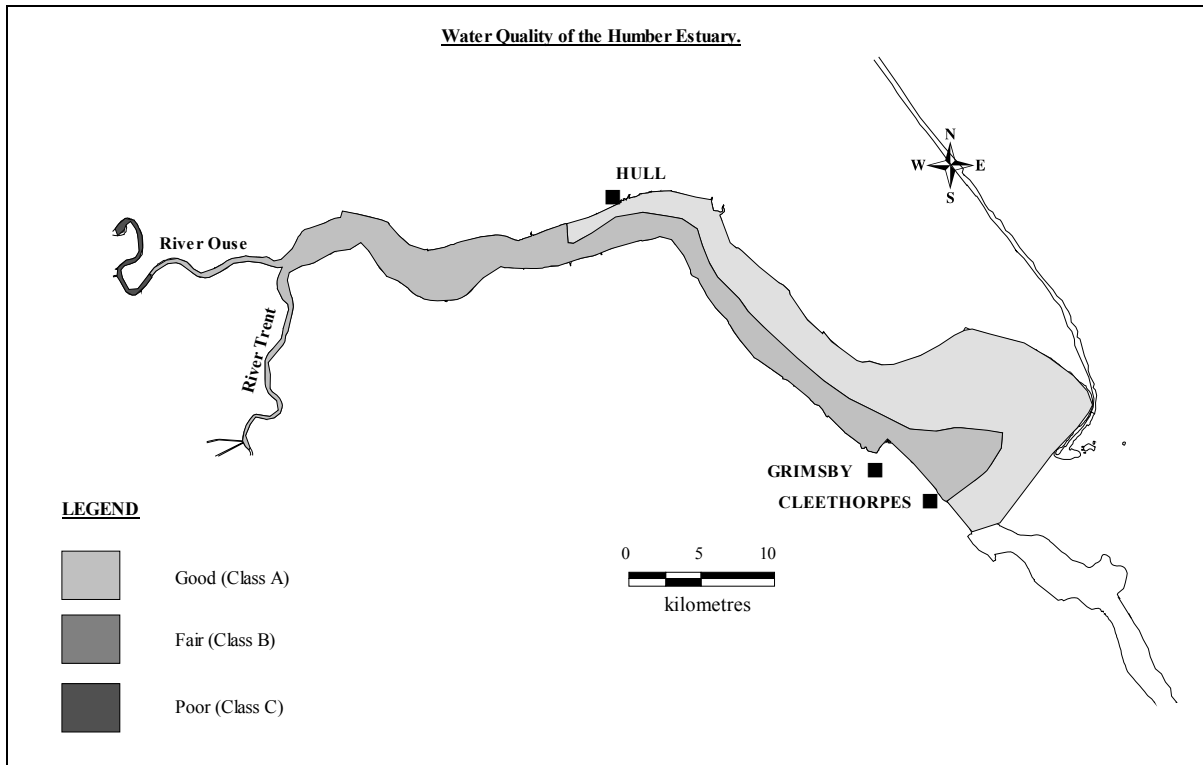 Water Quality of the Humber Estuary.
N
W E
S
HULL
River Ouse
River Trent
GRIMSBY
CLEETHORPES
LEGEND
Good (Class A)
Fair (Class B)
Poor (Class C)
0 5 10
kilometres